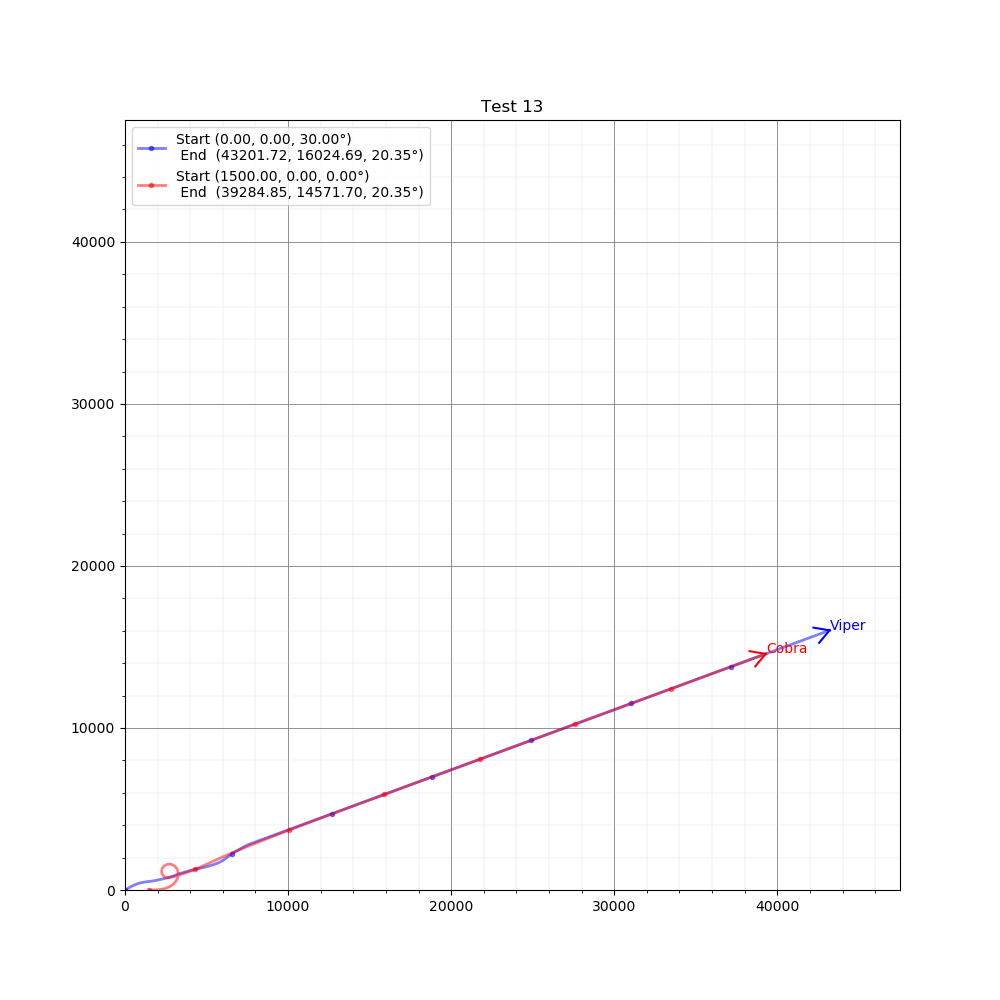 Test 13
Start (0.00, 0.00, 30.00°)
End (43201.72, 16024.69, 20.35°)
Start (1500.00, 0.00, 0.00°)
End (39284.85, 14571.70, 20.35°)
40000
30000
20000
10000
0
Viper
Cobra
0 10000 20000 30000 40000